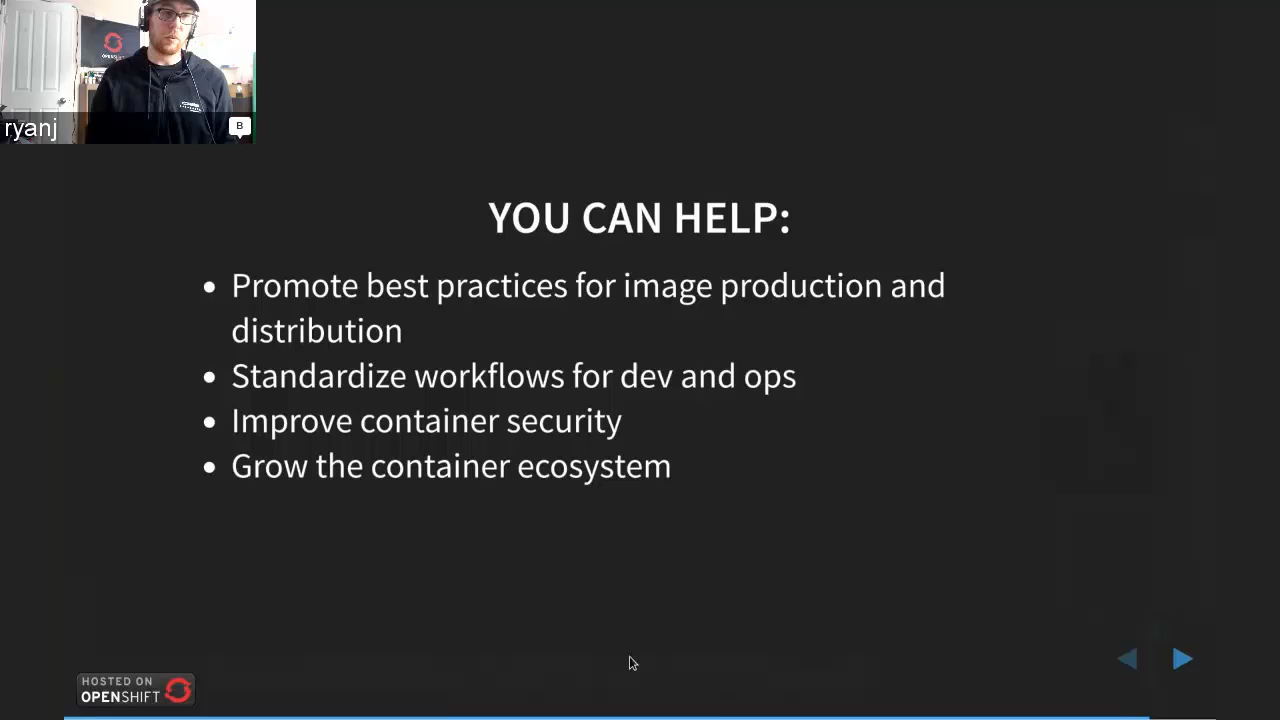 OPENSHIFT
ryanj
B
YOU CAN HELP:
Promote best practices for image production and
distribution
Standardize workflows for dev and ops
Improve container security
Grow the container ecosystem
HOSTED ON
OPENSHIFT